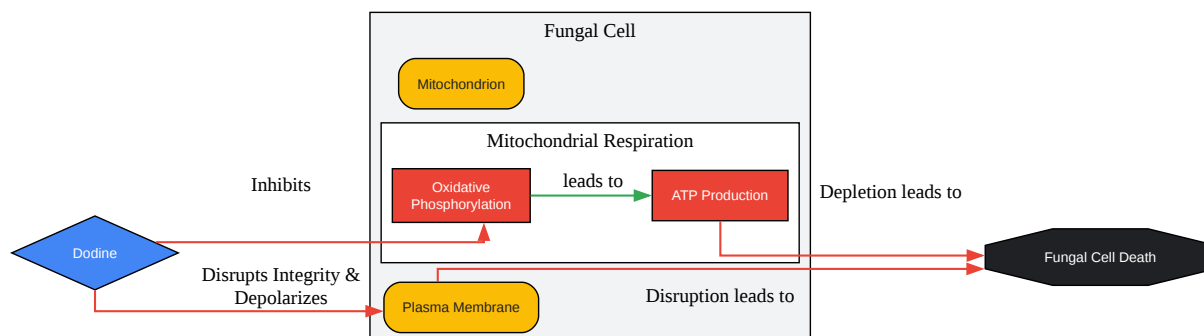 Fungal Cell
Mitochondrion
Mitochondrial Respiration
Inhibits
Oxidative
Phosphorylation
leads to
ATP Production
Depletion leads to
Dodine
Fungal Cell Death
Disrupts Integrity &
Depolarizes
Plasma Membrane
Disruption leads to